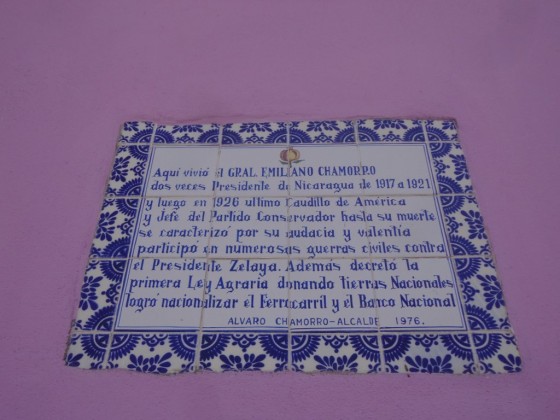 Aquí vivió el GRAL. EMILIANO CHAMORRO
dos veces Presidente de Nicaragua de 1917 a 1921
y luego en 1926 ultimo Caudillo de América
y Jefe del Partido Conservador hasta su muerte
se caracterizó por su audacia y valentía
participó en numerosas guerras civiles contra
el Presidente Zelaya. Además decretó la
primera Ley Agraria donando tierras Nacionales
logró nacionalizar el Ferrocarril y el Banco Nacional
ALVARO CHAMORRO-ALCALDE 1976.